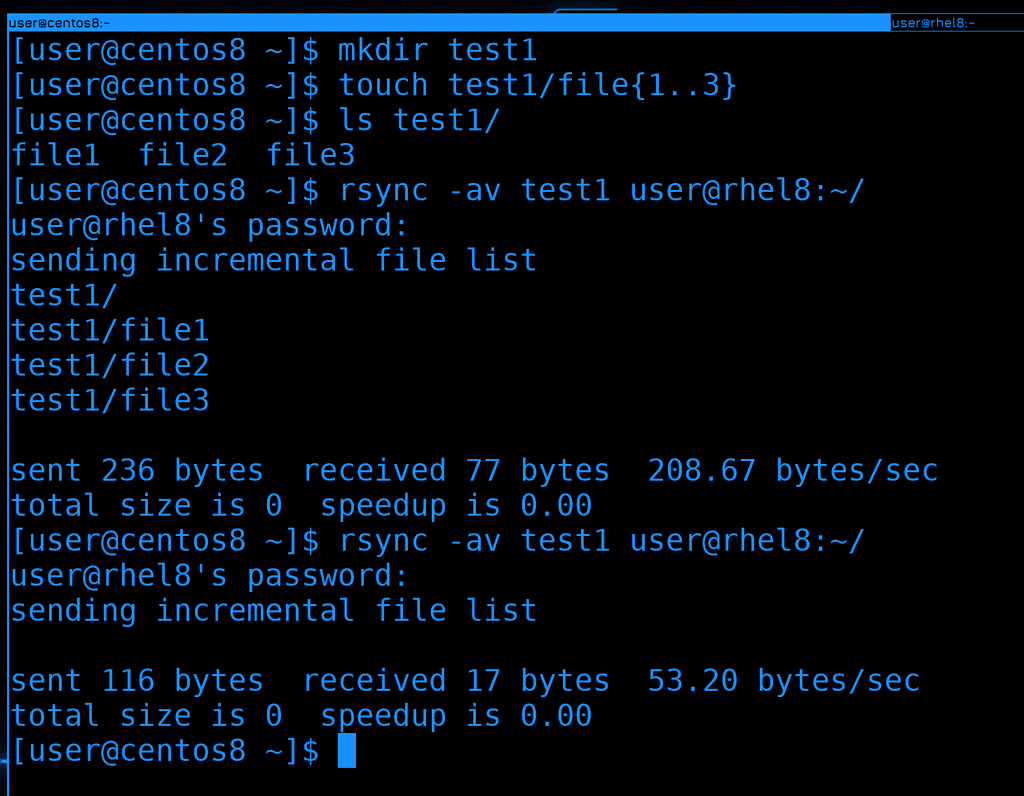 user@centos8:~ user@rhel8:~
[user@centos8 ~]$ mkdir test1
[user@centos8 ~]$ touch test1/file{1..3}
[user@centos8 ~]$ ls test1/
file1  file2  file3
[user@centos8 ~]$ rsync -av test1 user@rhel8:~/
user@rhel8's password:
sending incremental file list
test1/
test1/file1
test1/file2
test1/file3

sent 236 bytes  received 77 bytes  208.67 bytes/sec
total size is 0  speedup is 0.00
[user@centos8 ~]$ rsync -av test1 user@rhel8:~/
user@rhel8's password:
sending incremental file list

sent 116 bytes  received 17 bytes  53.20 bytes/sec
total size is 0  speedup is 0.00
[user@centos8 ~]$